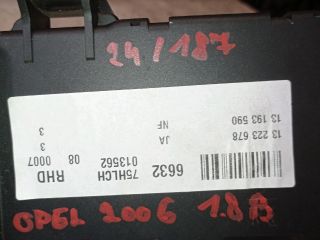 24/187
13 223 678 JA 3
13 193 590 NF 3
6632 75HLCH 013562 08 0007 RHD
OPEL 2006 1.8B